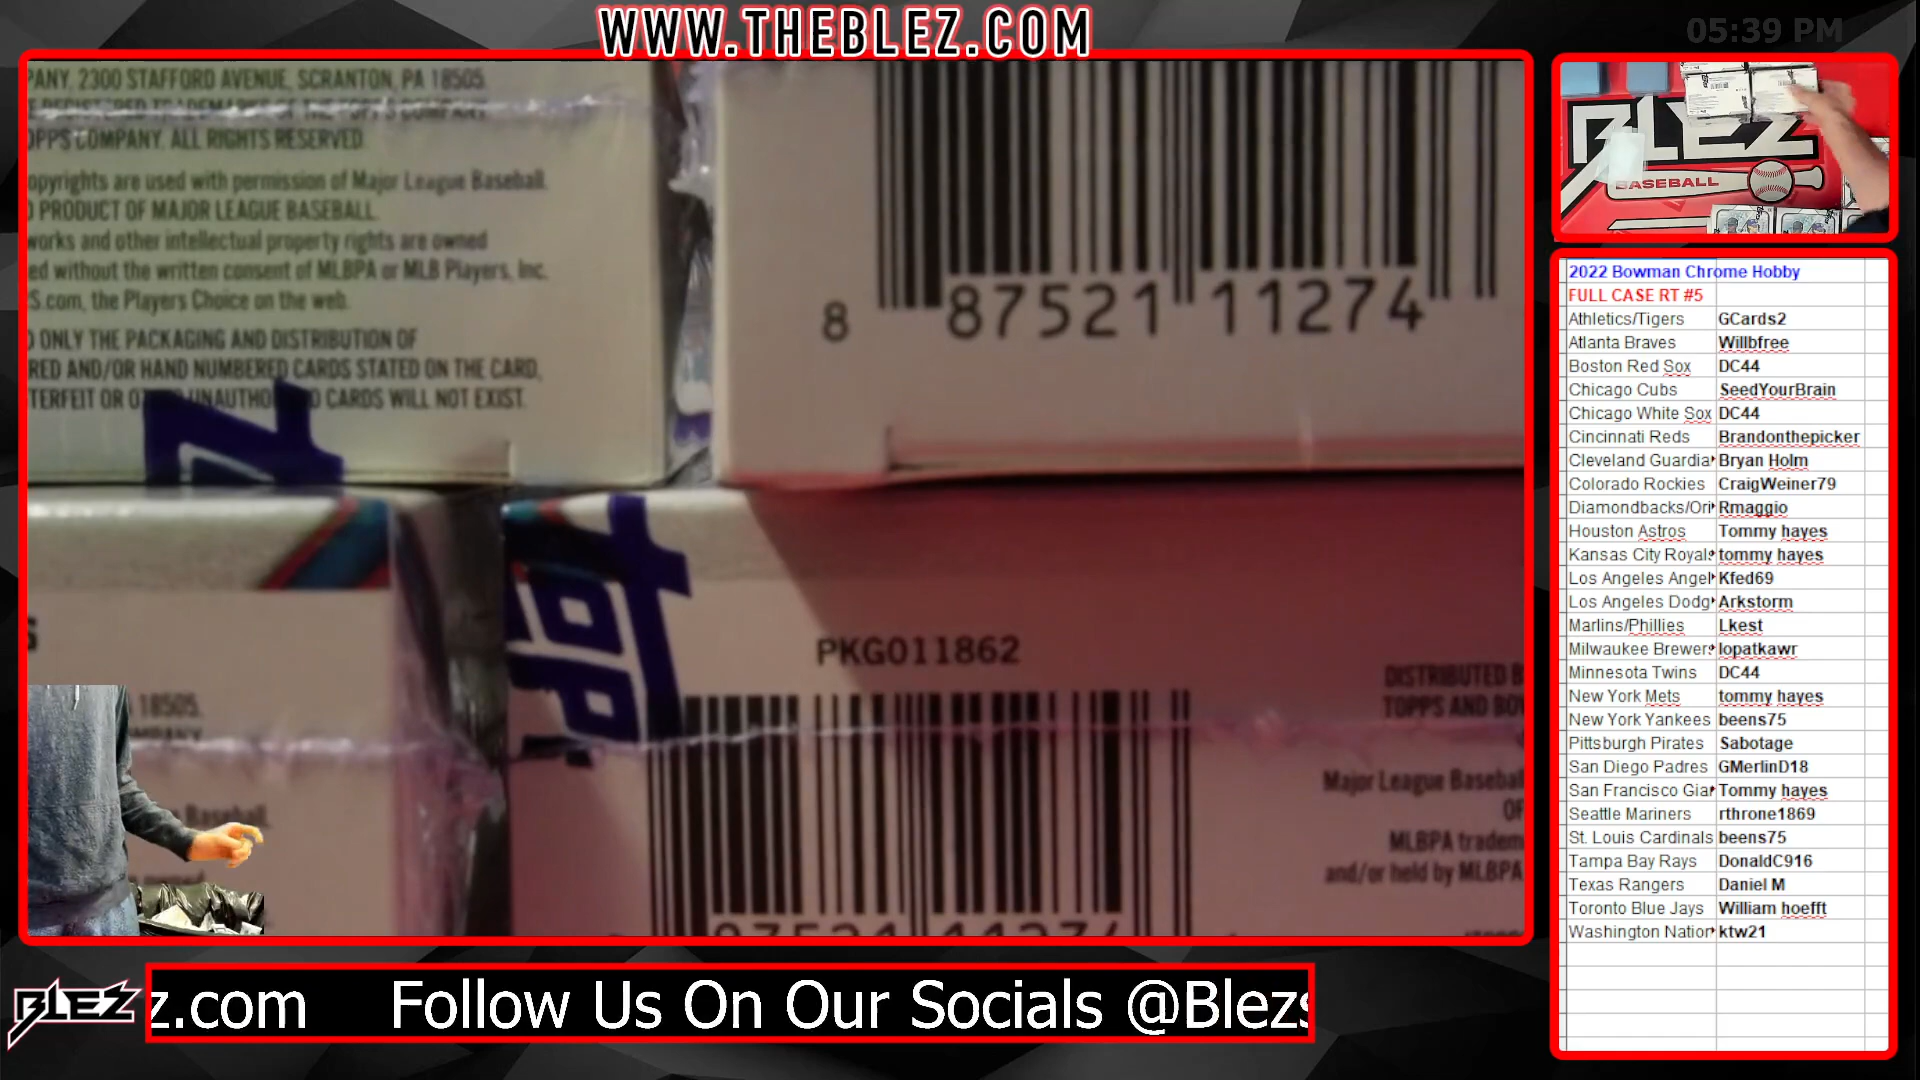 WWW.THEBLEZ.COM
05:39 PM
PANY, 2300 STAFFORD AVENUE, SCRANTON, PA 18505.
OPPS COMPANY. ALL RIGHTS RESERVED.
opyrights are used with permission of Major League Baseball.
PRODUCT OF MAJOR LEAGUE BASEBALL.
works and other intellectual property rights are owned
ed without the written consent of MLBPA or MLB Players, Inc.
S.com, the Players Choice on the web.
ONLY THE PACKAGING AND DISTRIBUTION OF
RED AND/OR HAND NUMBERED CARDS STATED ON THE CARD,
TERFEIT OR CARDS WILL NOT EXIST.
8 87521 11274
PKG011862
DISTRIBUTED B
TOPPS AND BO
18505.
Major League Baseball
OF
MLBPA tradem
and/or held by MLBPA
87521 11274
BLEZ
BASEBALL
2022 Bowman Chrome Hobby
FULL CASE RT #5
Athletics/Tigers GCards2
Atlanta Braves Willbfree
Boston Red Sox DC44
Chicago Cubs SeedYourBrain
Chicago White Sox DC44
Cincinnati Reds Brandonthepicker
Cleveland Guardia Bryan Holm
Colorado Rockies CraigWeiner79
Diamondbacks/Ori Rmaggio
Houston Astros Tommy hayes
Kansas City Royals tommy hayes
Los Angeles Angel Kfed69
Los Angeles Dodg Arkstorm
Marlins/Phillies Lkest
Milwaukee Brewers lopatkawr
Minnesota Twins DC44
New York Mets tommy hayes
New York Yankees beens75
Pittsburgh Pirates Sabotage
San Diego Padres GMerlinD18
San Francisco Gia Tommy hayes
Seattle Mariners rthrone1869
St. Louis Cardinals beens75
Tampa Bay Rays DonaldC916
Texas Rangers Daniel M
Toronto Blue Jays William hoefft
Washington Nation ktw21
BLEZ
z.com Follow Us On Our Socials @Blezs